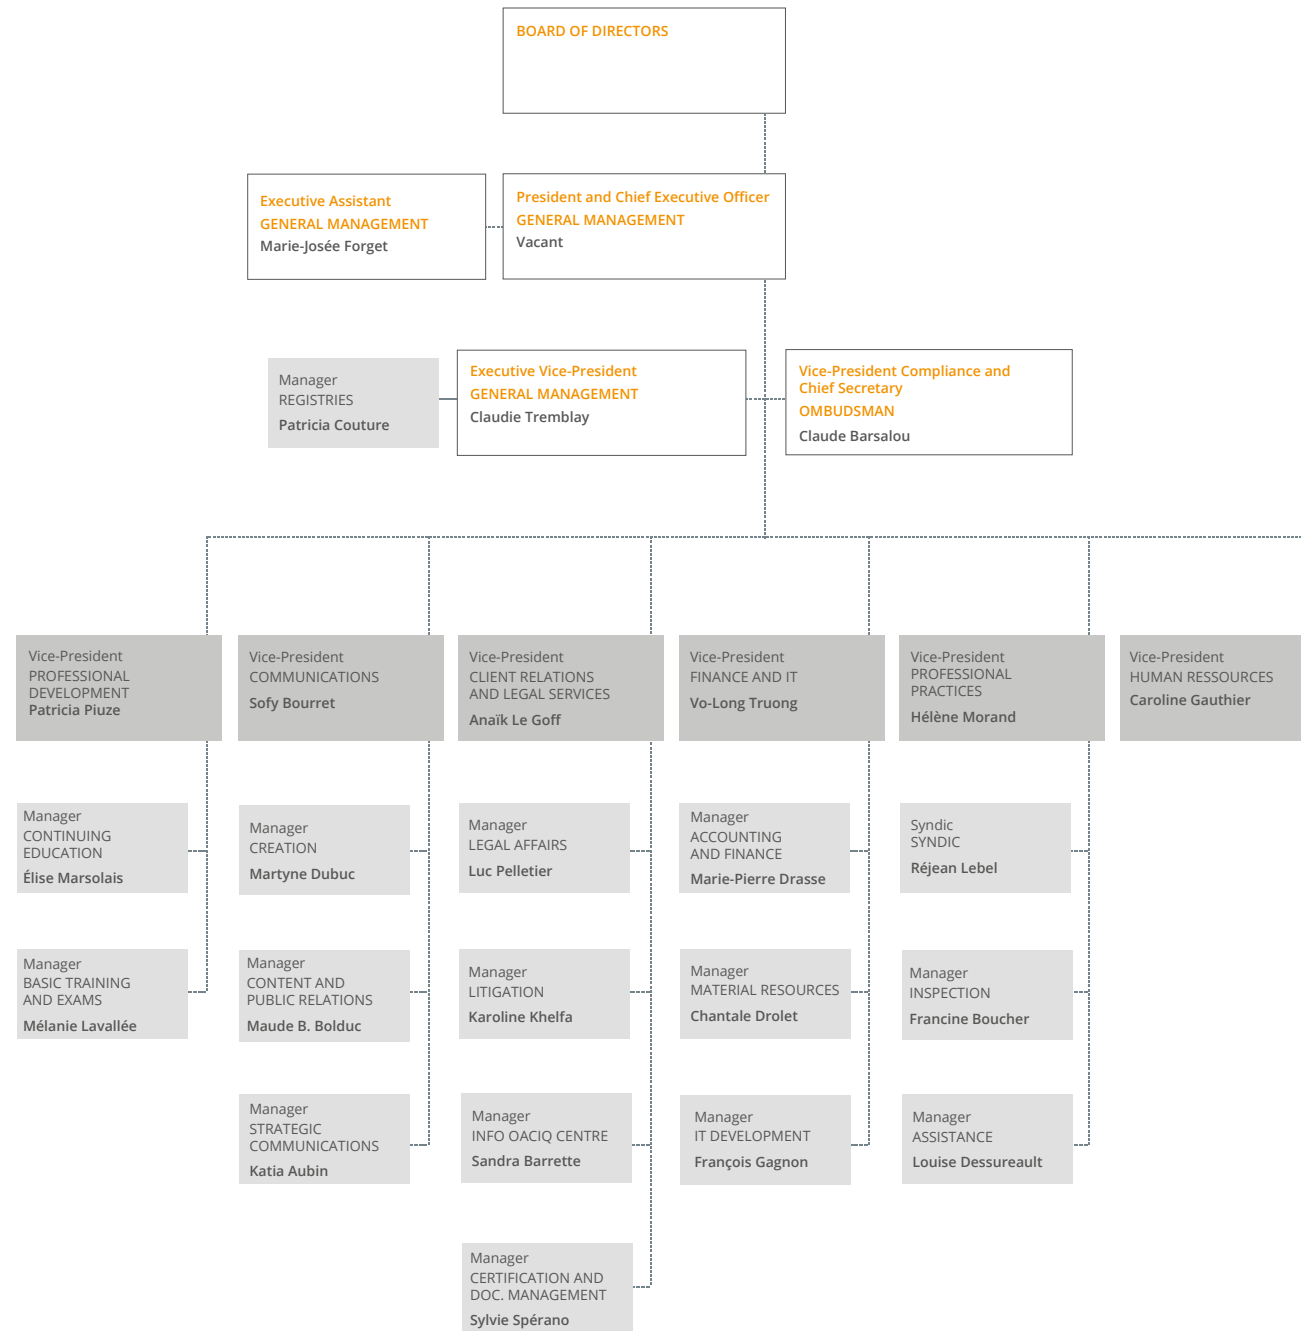 BOARD OF DIRECTORS
Executive Assistant
GENERAL MANAGEMENT
Marie-Josée Forget
President and Chief Executive Officer
GENERAL MANAGEMENT
Vacant
Manager
REGISTRIES
Patricia Couture
Executive Vice-President
GENERAL MANAGEMENT
Claudie Tremblay
Vice-President Compliance and
Chief Secretary
OMBUDSMAN
Claude Barsalou
Vice-President
PROFESSIONAL
DEVELOPMENT
Patricia Piuze
Vice-President
COMMUNICATIONS
Sofy Bourret
Vice-President
CLIENT RELATIONS
AND LEGAL SERVICES
Anaïk Le Goff
Vice-President
FINANCE AND IT
Vo-Long Truong
Vice-President
PROFESSIONAL
PRACTICES
Hélène Morand
Vice-President
HUMAN RESSOURCES
Caroline Gauthier
Manager
CONTINUING
EDUCATION
Élise Marsolais
Manager
CREATION
Martyne Dubuc
Manager
LEGAL AFFAIRS
Luc Pelletier
Manager
ACCOUNTING
AND FINANCE
Marie-Pierre Drasse
Syndic
SYNDIC
Réjean Lebel
Manager
BASIC TRAINING
AND EXAMS
Mélanie Lavallée
Manager
CONTENT AND
PUBLIC RELATIONS
Maude B. Bolduc
Manager
LITIGATION
Karoline Khelfa
Manager
MATERIAL RESOURCES
Chantale Drolet
Manager
INSPECTION
Francine Boucher
Manager
STRATEGIC
COMMUNICATIONS
Katia Aubin
Manager
INFO OACIQ CENTRE
Sandra Barrette
Manager
IT DEVELOPMENT
François Gagnon
Manager
ASSISTANCE
Louise Dessureault
Manager
CERTIFICATION AND
DOC. MANAGEMENT
Sylvie Spérano